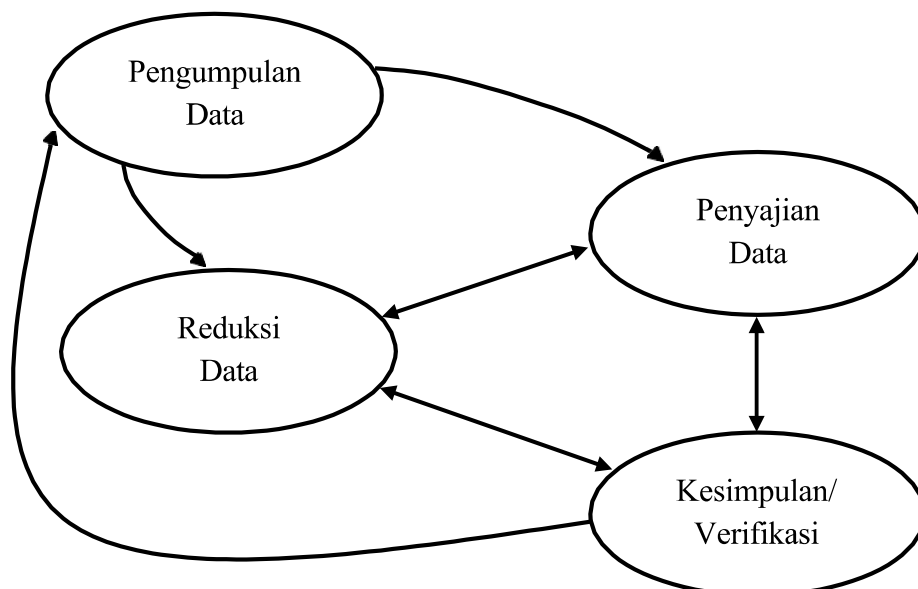 Pengumpulan
Data
Penyajian
Data
Reduksi
Data
Kesimpulan/
Verifikasi